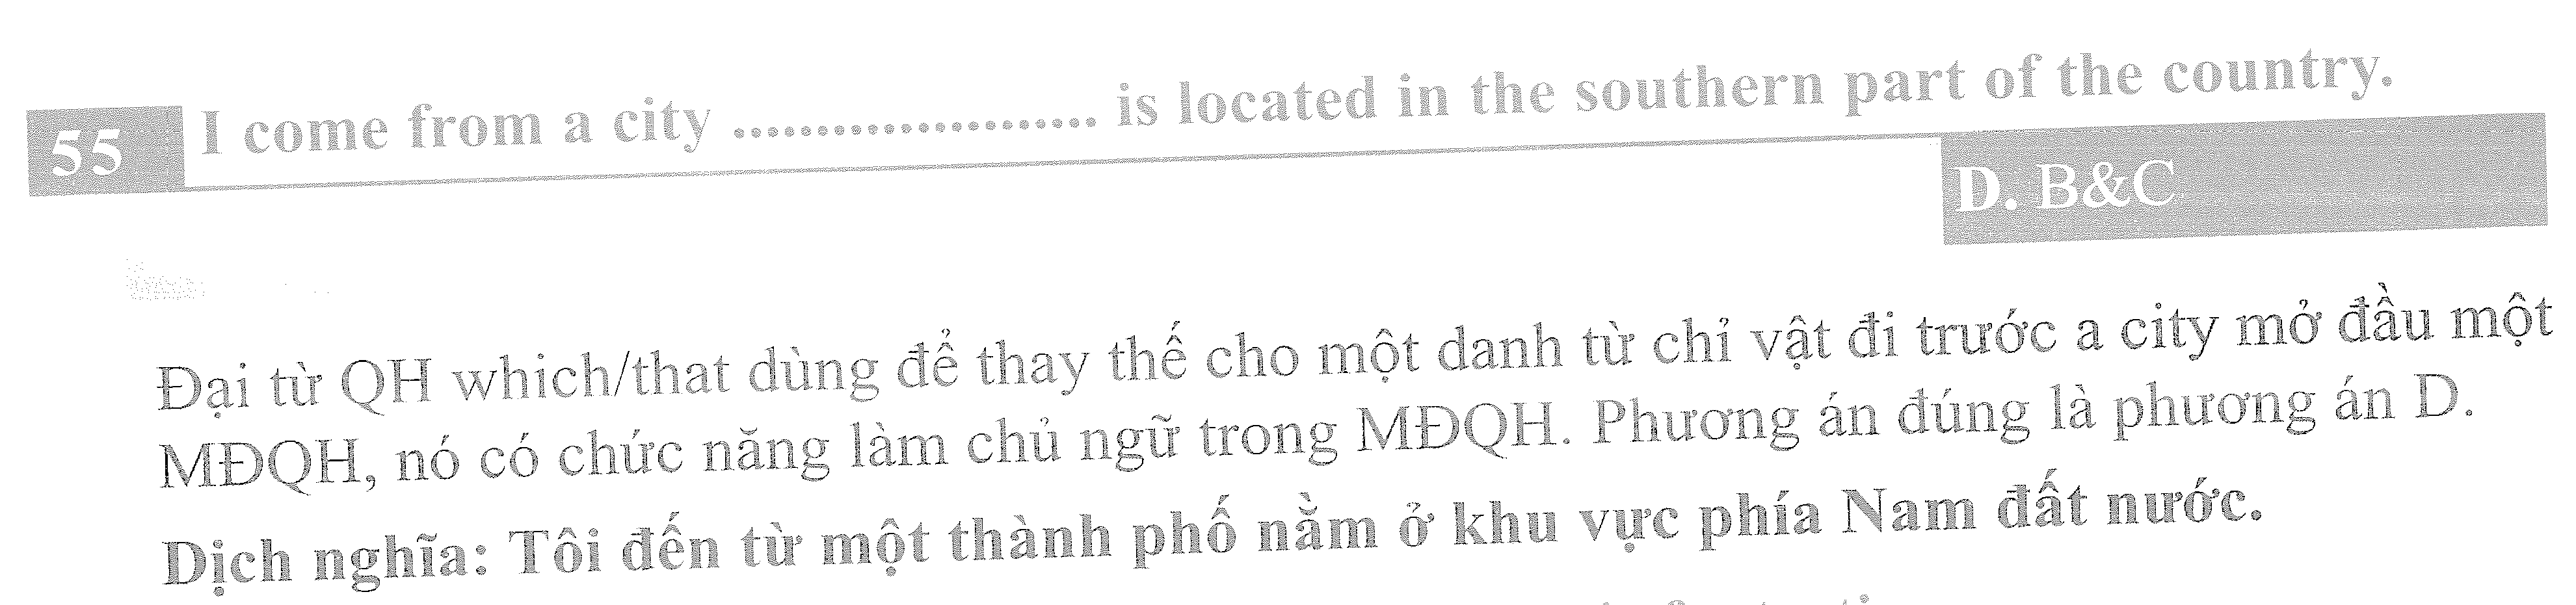 55 I come from a city ...................... is located in the southern part of the country.
D. B&C
Đại từ QH which/that dùng để thay thế cho một danh từ chỉ vật đi trước a city mở đầu một
MĐQH, nó có chức năng làm chủ ngữ trong MĐQH. Phương án đúng là phương án D.
Dịch nghĩa: Tôi đến từ một thành phố nằm ở khu vực phía Nam đất nước.